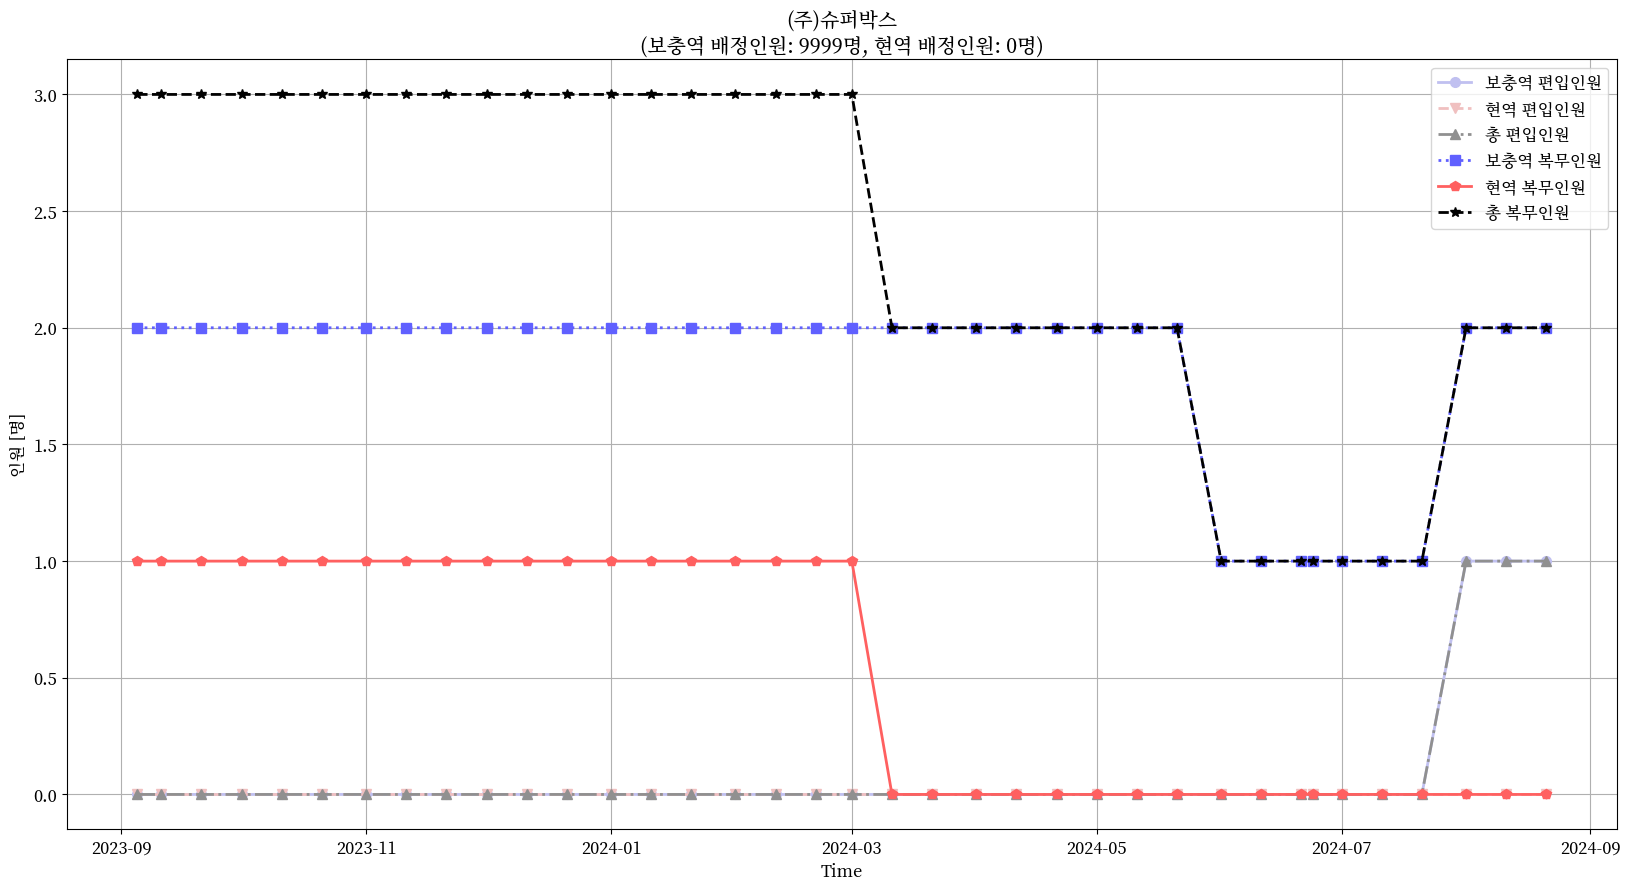 (주)슈퍼박스
(보충역 배정인원: 9999명, 현역 배정인원: 0명)
보충역 편입인원
현역 편입인원
총 편입인원
보충역 복무인원
현역 복무인원
총 복무인원
인원 [명]
3.0
2.5
2.0
1.5
1.0
0.5
0.0
2023-09
2023-11
2024-01
2024-03
2024-05
2024-07
2024-09
Time